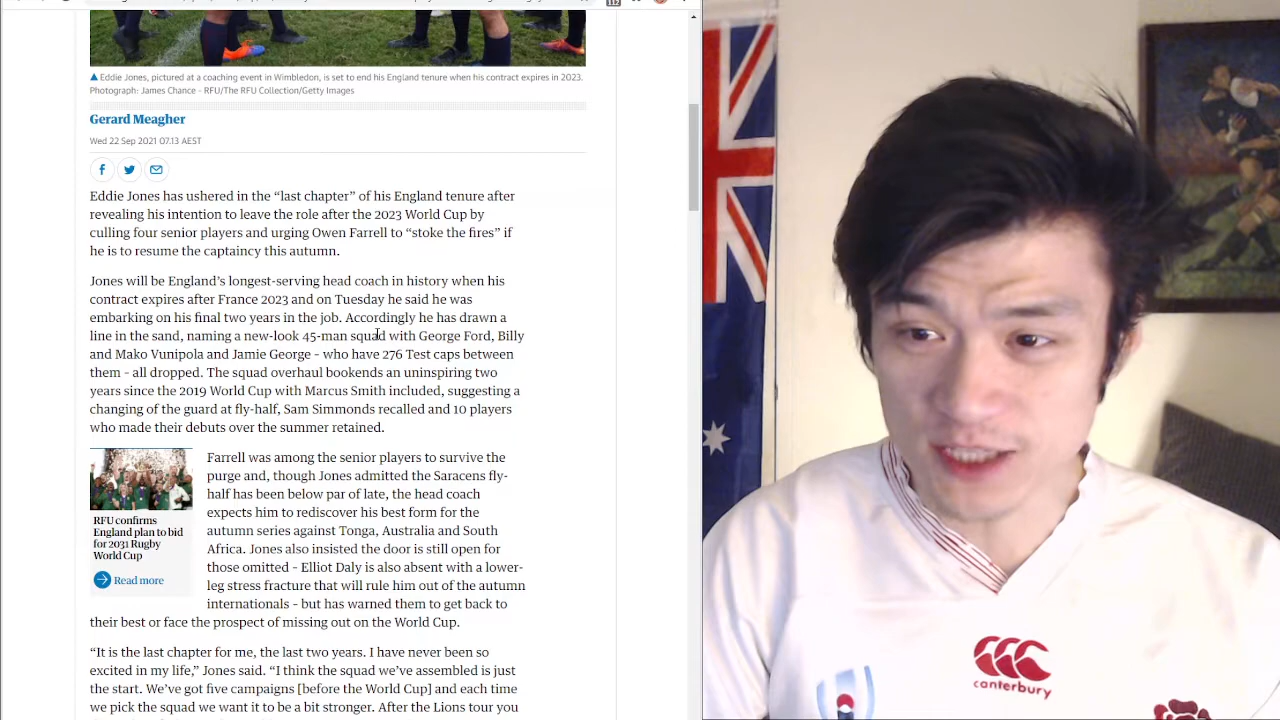 112
Eddie Jones, pictured at a coaching event in Wimbledon, is set to end his England tenure when his contract expires in 2023.
Photograph: James Chance - RFU/The RFU Collection/Getty Images
Gerard Meagher
Wed 22 Sep 2021 07.13 AEST
Eddie Jones has ushered in the “last chapter” of his England tenure after
revealing his intention to leave the role after the 2023 World Cup by
culling four senior players and urging Owen Farrell to “stoke the fires” if
he is to resume the captaincy this autumn.
Jones will be England’s longest-serving head coach in history when his
contract expires after France 2023 and on Tuesday he said he was
embarking on his final two years in the job. Accordingly he has drawn a
line in the sand, naming a new-look 45-man squad with George Ford, Billy
and Mako Vunipola and Jamie George – who have 276 Test caps between
them – all dropped. The squad overhaul bookends an uninspiring two
years since the 2019 World Cup with Marcus Smith included, suggesting a
changing of the guard at fly-half, Sam Simmonds recalled and 10 players
who made their debuts over the summer retained.
Farrell was among the senior players to survive the
purge and, though Jones admitted the Saracens fly-
half has been below par of late, the head coach
expects him to rediscover his best form for the
autumn series against Tonga, Australia and South
Africa. Jones also insisted the door is still open for
those omitted – Elliot Daly is also absent with a lower-
leg stress fracture that will rule him out of the autumn
internationals – but has warned them to get back to
their best or face the prospect of missing out on the World Cup.
RFU confirms
England plan to bid
for 2031 Rugby
World Cup
Read more
“It is the last chapter for me, the last two years. I have never been so
excited in my life,” Jones said. “I think the squad we’ve assembled is just
the start. We’ve got five campaigns [before the World Cup] and each time
we pick the squad we want it to be a bit stronger. After the Lions tour you
canterbury